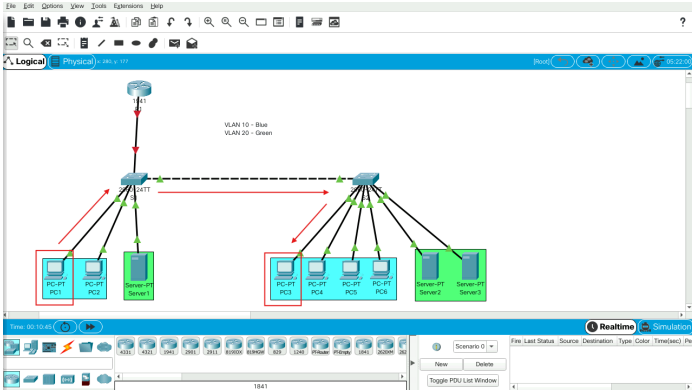 File Edit Options View Tools Extensions Help
?
Logical Physical x: 280, y: 177 [Root] 05:22:00
1841
VLAN 10 - Blue
VLAN 20 - Green
PC-PT PC-PT Server-PT PC-PT PC-PT PC-PT PC-PT Server-PT Server-PT
PC1 PC2 Server1 PC3 PC4 PC5 PC6 Server2 Server3
Time: 00:10:45 Realtime Simulation
4331 4321 1941 2901 2911 819IOX 819HGW 829 1240 PT-Router PT-Empty 1841 2620XM 262
Scenario 0
New Delete
Toggle PDU List Window
Fire Last Status Source Destination Type Color Time(sec) Pe
1841